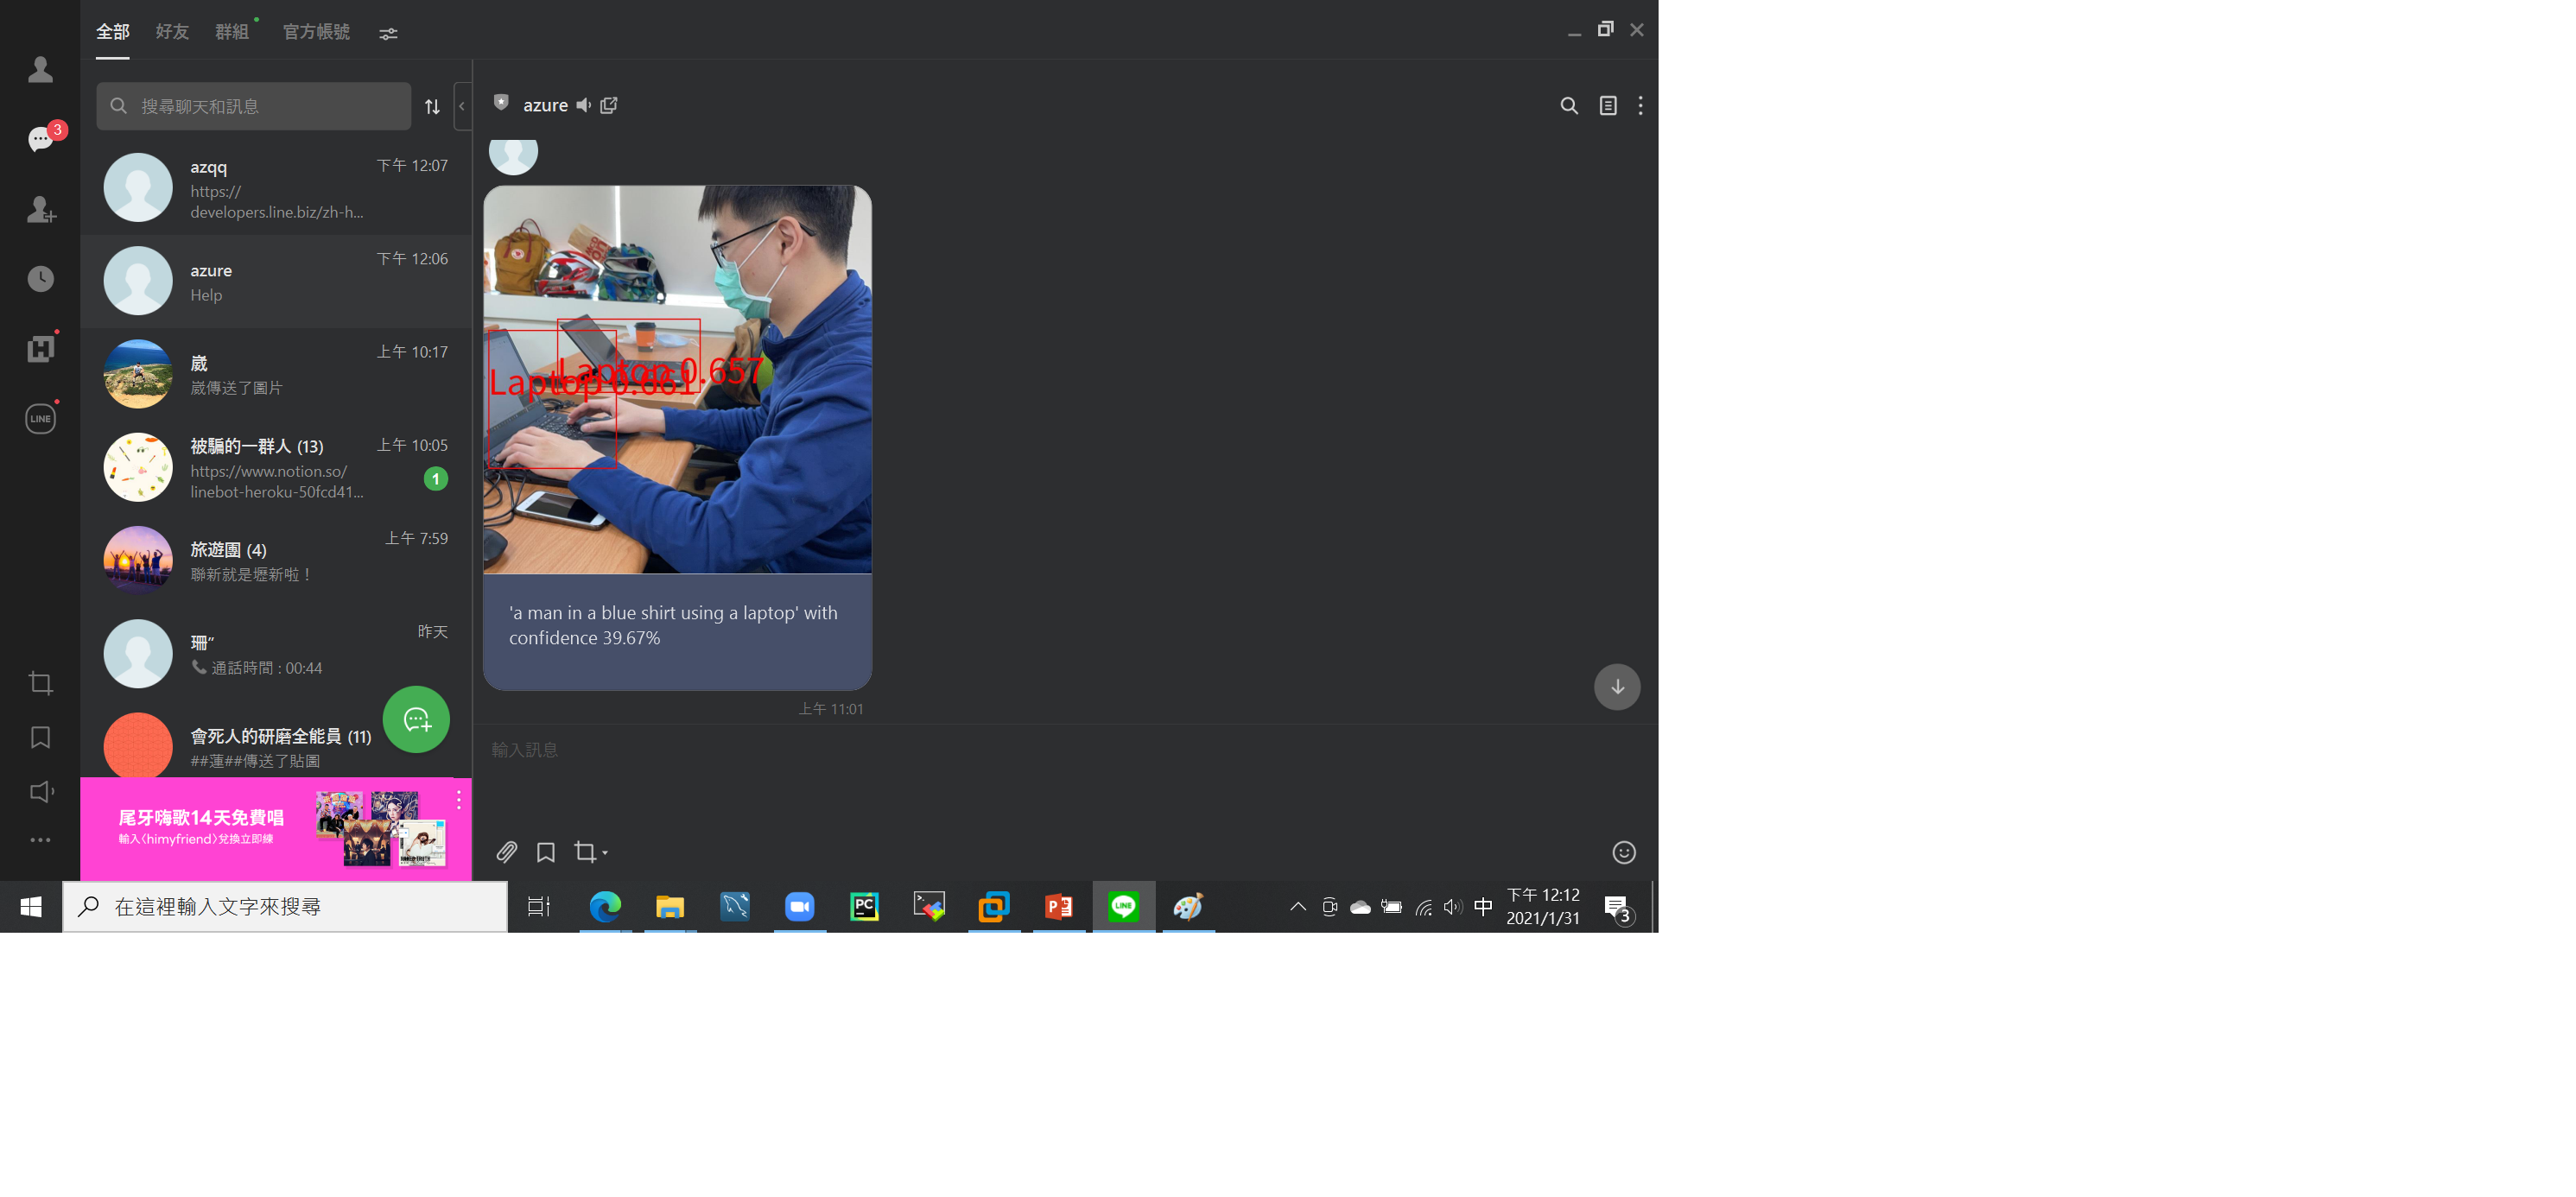 全部 好友 群組 官方帳號
搜尋聊天和訊息
3
azqq 下午 12:07
https://
developers.line.biz/zh-h...
azure 下午 12:06
Help
崴 上午 10:17
崴傳送了圖片
被騙的一群人 (13) 上午 10:05
https://www.notion.so/
linebot-heroku-50fcd41...
1
旅遊團 (4) 上午 7:59
聯新就是壢新啦！
珊“ 昨天
通話時間 : 00:44
會死人的研磨全能員 (11)
##蓮##傳送了貼圖
尾牙嗨歌14天免費唱
輸入〈himyfriend〉兌換立即練
LINE
azure
Laptop 0.657
Laptop 0.661
'a man in a blue shirt using a laptop' with
confidence 39.67%
上午 11:01
輸入訊息
在這裡輸入文字來搜尋
PC
LINE
中
下午 12:12
2021/1/31
3